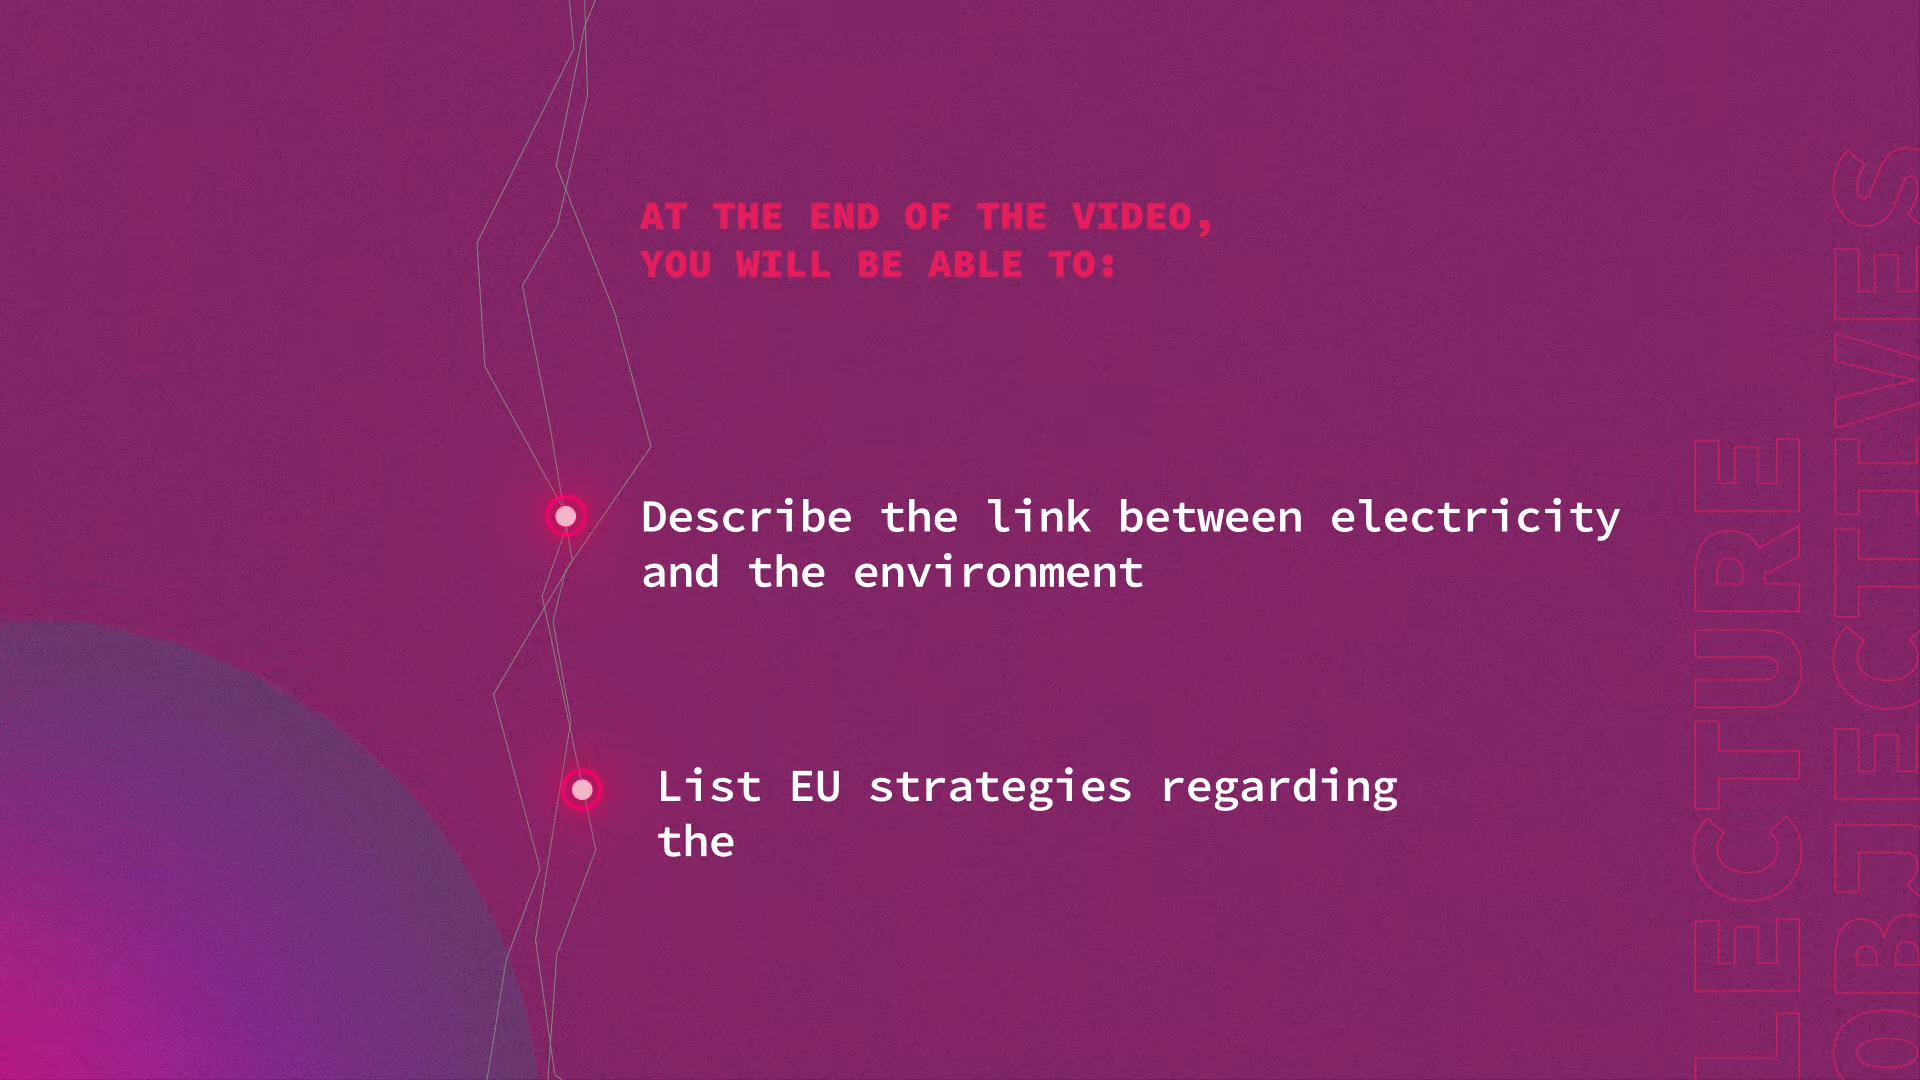 AT THE END OF THE VIDEO,
YOU WILL BE ABLE TO:
Describe the link between electricity
and the environment
List EU strategies regarding
the
LECTURE
OBJECTIVES